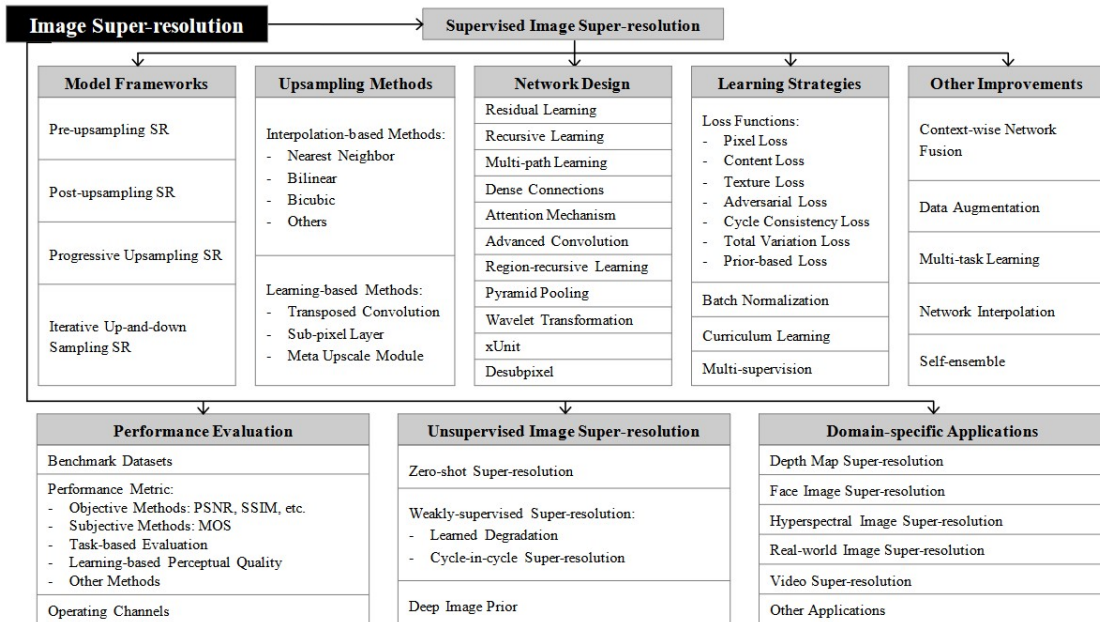 Image Super-resolution
Supervised Image Super-resolution
Model Frameworks
Pre-upsampling SR
Post-upsampling SR
Progressive Upsampling SR
Iterative Up-and-down
Sampling SR
Upsampling Methods
Interpolation-based Methods:
- Nearest Neighbor
- Bilinear
- Bicubic
- Others
Learning-based Methods:
- Transposed Convolution
- Sub-pixel Layer
- Meta Upscale Module
Network Design
Residual Learning
Recursive Learning
Multi-path Learning
Dense Connections
Attention Mechanism
Advanced Convolution
Region-recursive Learning
Pyramid Pooling
Wavelet Transformation
xUnit
Desubpixel
Learning Strategies
Loss Functions:
- Pixel Loss
- Content Loss
- Texture Loss
- Adversarial Loss
- Cycle Consistency Loss
- Total Variation Loss
- Prior-based Loss
Batch Normalization
Curriculum Learning
Multi-supervision
Other Improvements
Context-wise Network
Fusion
Data Augmentation
Multi-task Learning
Network Interpolation
Self-ensemble
Performance Evaluation
Benchmark Datasets
Performance Metric:
- Objective Methods: PSNR, SSIM, etc.
- Subjective Methods: MOS
- Task-based Evaluation
- Learning-based Perceptual Quality
- Other Methods
Operating Channels
Unsupervised Image Super-resolution
Zero-shot Super-resolution
Weakly-supervised Super-resolution:
- Learned Degradation
- Cycle-in-cycle Super-resolution
Deep Image Prior
Domain-specific Applications
Depth Map Super-resolution
Face Image Super-resolution
Hyperspectral Image Super-resolution
Real-world Image Super-resolution
Video Super-resolution
Other Applications